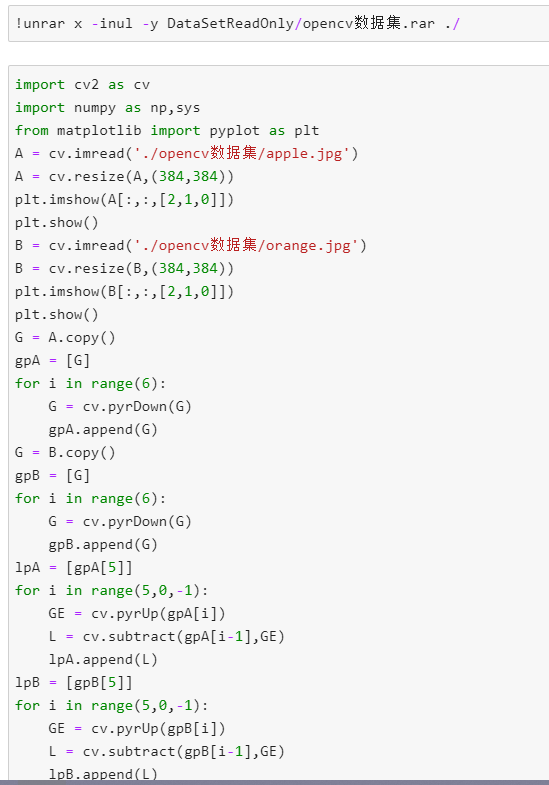 !unrar x -inul -y DataSetReadOnly/opencv数据集.rar ./
import cv2 as cv
import numpy as np,sys
from matplotlib import pyplot as plt
A = cv.imread('./opencv数据集/apple.jpg')
A = cv.resize(A,(384,384))
plt.imshow(A[:,:,[2,1,0]])
plt.show()
B = cv.imread('./opencv数据集/orange.jpg')
B = cv.resize(B,(384,384))
plt.imshow(B[:,:,[2,1,0]])
plt.show()
G = A.copy()
gpA = [G]
for i in range(6):
    G = cv.pyrDown(G)
    gpA.append(G)
G = B.copy()
gpB = [G]
for i in range(6):
    G = cv.pyrDown(G)
    gpB.append(G)
lpA = [gpA[5]]
for i in range(5,0,-1):
    GE = cv.pyrUp(gpA[i])
    L = cv.subtract(gpA[i-1],GE)
    lpA.append(L)
lpB = [gpB[5]]
for i in range(5,0,-1):
    GE = cv.pyrUp(gpB[i])
    L = cv.subtract(gpB[i-1],GE)
    lpB.append(L)